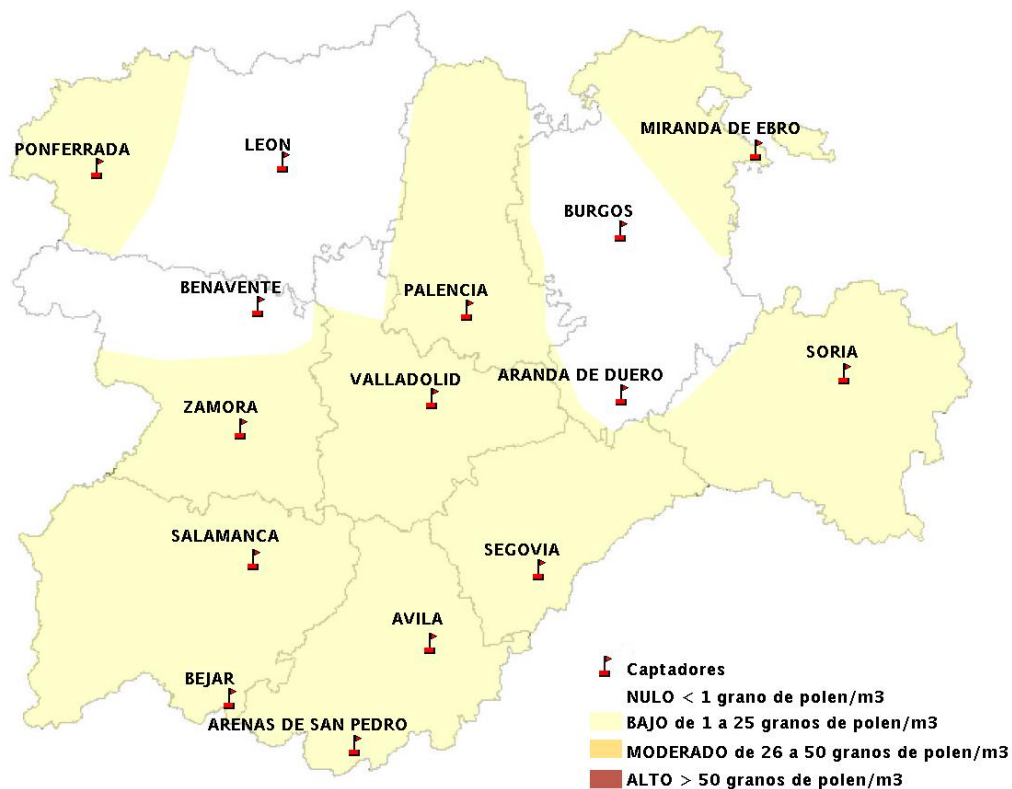 MIRANDA DE EBRO
PONFERRADA
LEON
BURGOS
BENAVENTE
PALENCIA
SORIA
VALLADOLID
ARANDA DE DUERO
ZAMORA
SALAMANCA
SEGOVIA
AVILA
BEJAR
ARENAS DE SAN PEDRO
Captadores
NULO < 1 grano de polen/m3
BAJO de 1 a 25 granos de polen/m3
MODERADO de 26 a 50 granos de polen/m3
ALTO > 50 granos de polen/m3